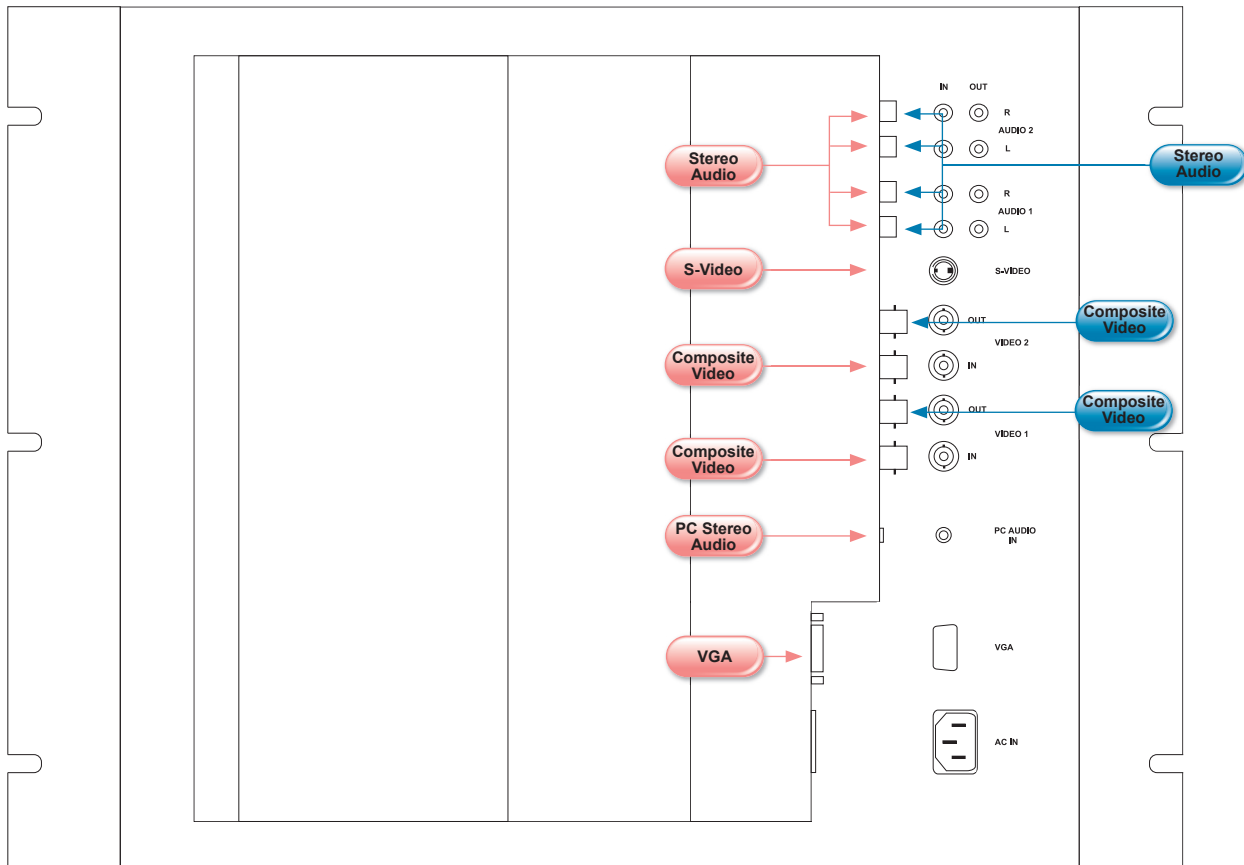 IN OUT
R
AUDIO 2
L
Stereo
Audio
Stereo
Audio
R
AUDIO 1
L
S-Video
S-VIDEO
OUT
Composite
Video
VIDEO 2
Composite
Video
IN
OUT
Composite
Video
VIDEO 1
Composite
Video
IN
PC Stereo
Audio
PC AUDIO
IN
VGA
VGA
AC IN